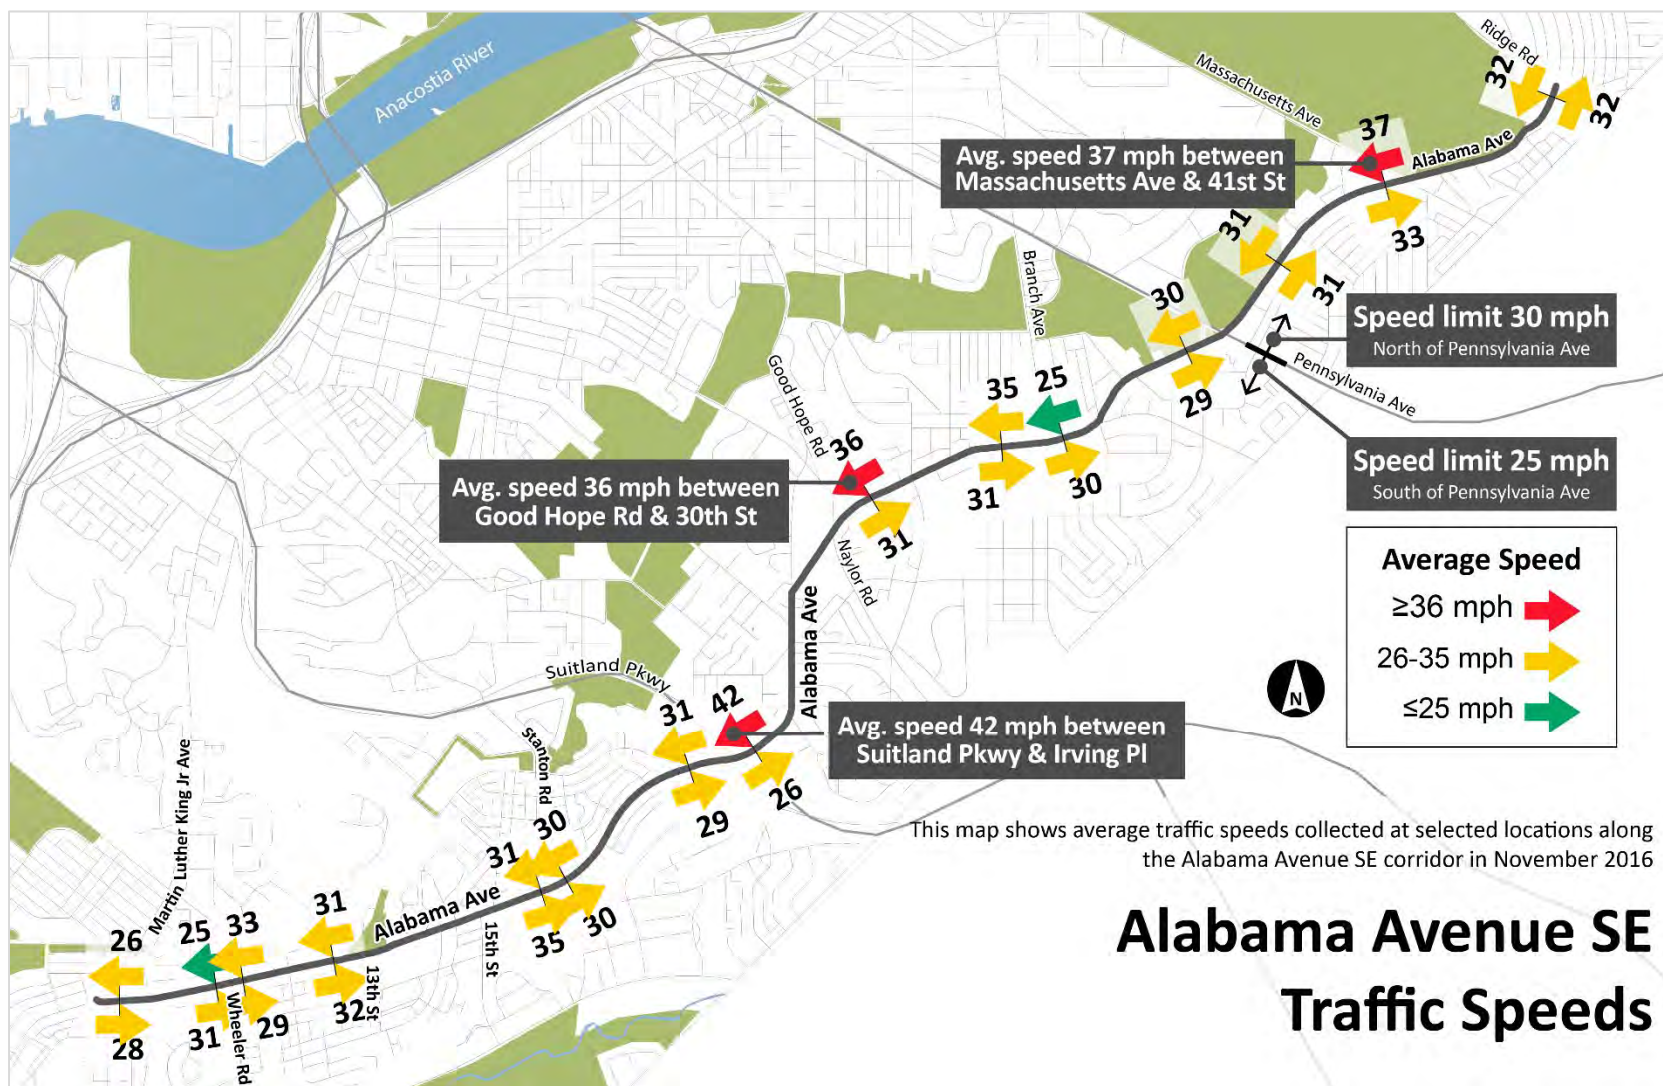 Anacostia River
Ridge Rd
32
32
Massachusetts Ave
37
Alabama Ave
Avg. speed 37 mph between
Massachusetts Ave & 41st St
33
31
31
Branch Ave
30
29
Speed limit 30 mph
North of Pennsylvania Ave
Pennsylvania Ave
Good Hope Rd
35
25
36
31
30
Speed limit 25 mph
South of Pennsylvania Ave
Avg. speed 36 mph between
Good Hope Rd & 30th St
31
Naylor Rd
Average Speed
≥36 mph
26-35 mph
≤25 mph
Alabama Ave
Suitland Pkwy
N
31
42
Avg. speed 42 mph between
Suitland Pkwy & Irving Pl
29
26
Stanton Rd
Martin Luther King Jr Ave
30
31
This map shows average traffic speeds collected at selected locations along
the Alabama Avenue SE corridor in November 2016
Alabama Ave
15th St
35
30
26
25
33
31
13th St
28
31
Wheeler Rd
29
32
Alabama Avenue SE
Traffic Speeds